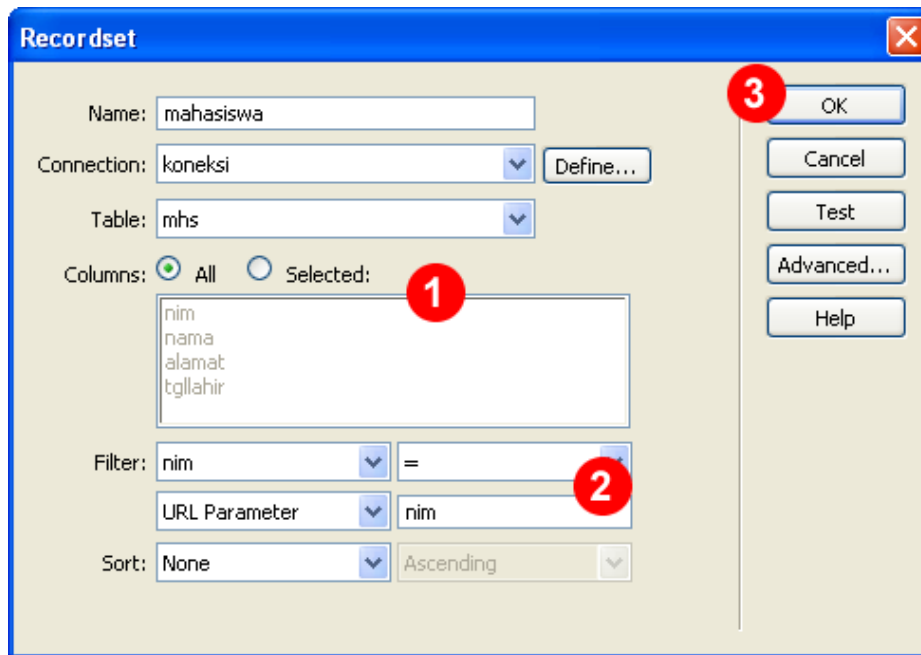 Recordset
Name: mahasiswa
3 OK
Connection: koneksi Define...
Cancel
Table: mhs
Test
Columns: All Selected:
Advanced...
1
nim
nama
alamat
tgllahir
Help
Filter: nim =
2
URL Parameter nim
Sort: None Ascending